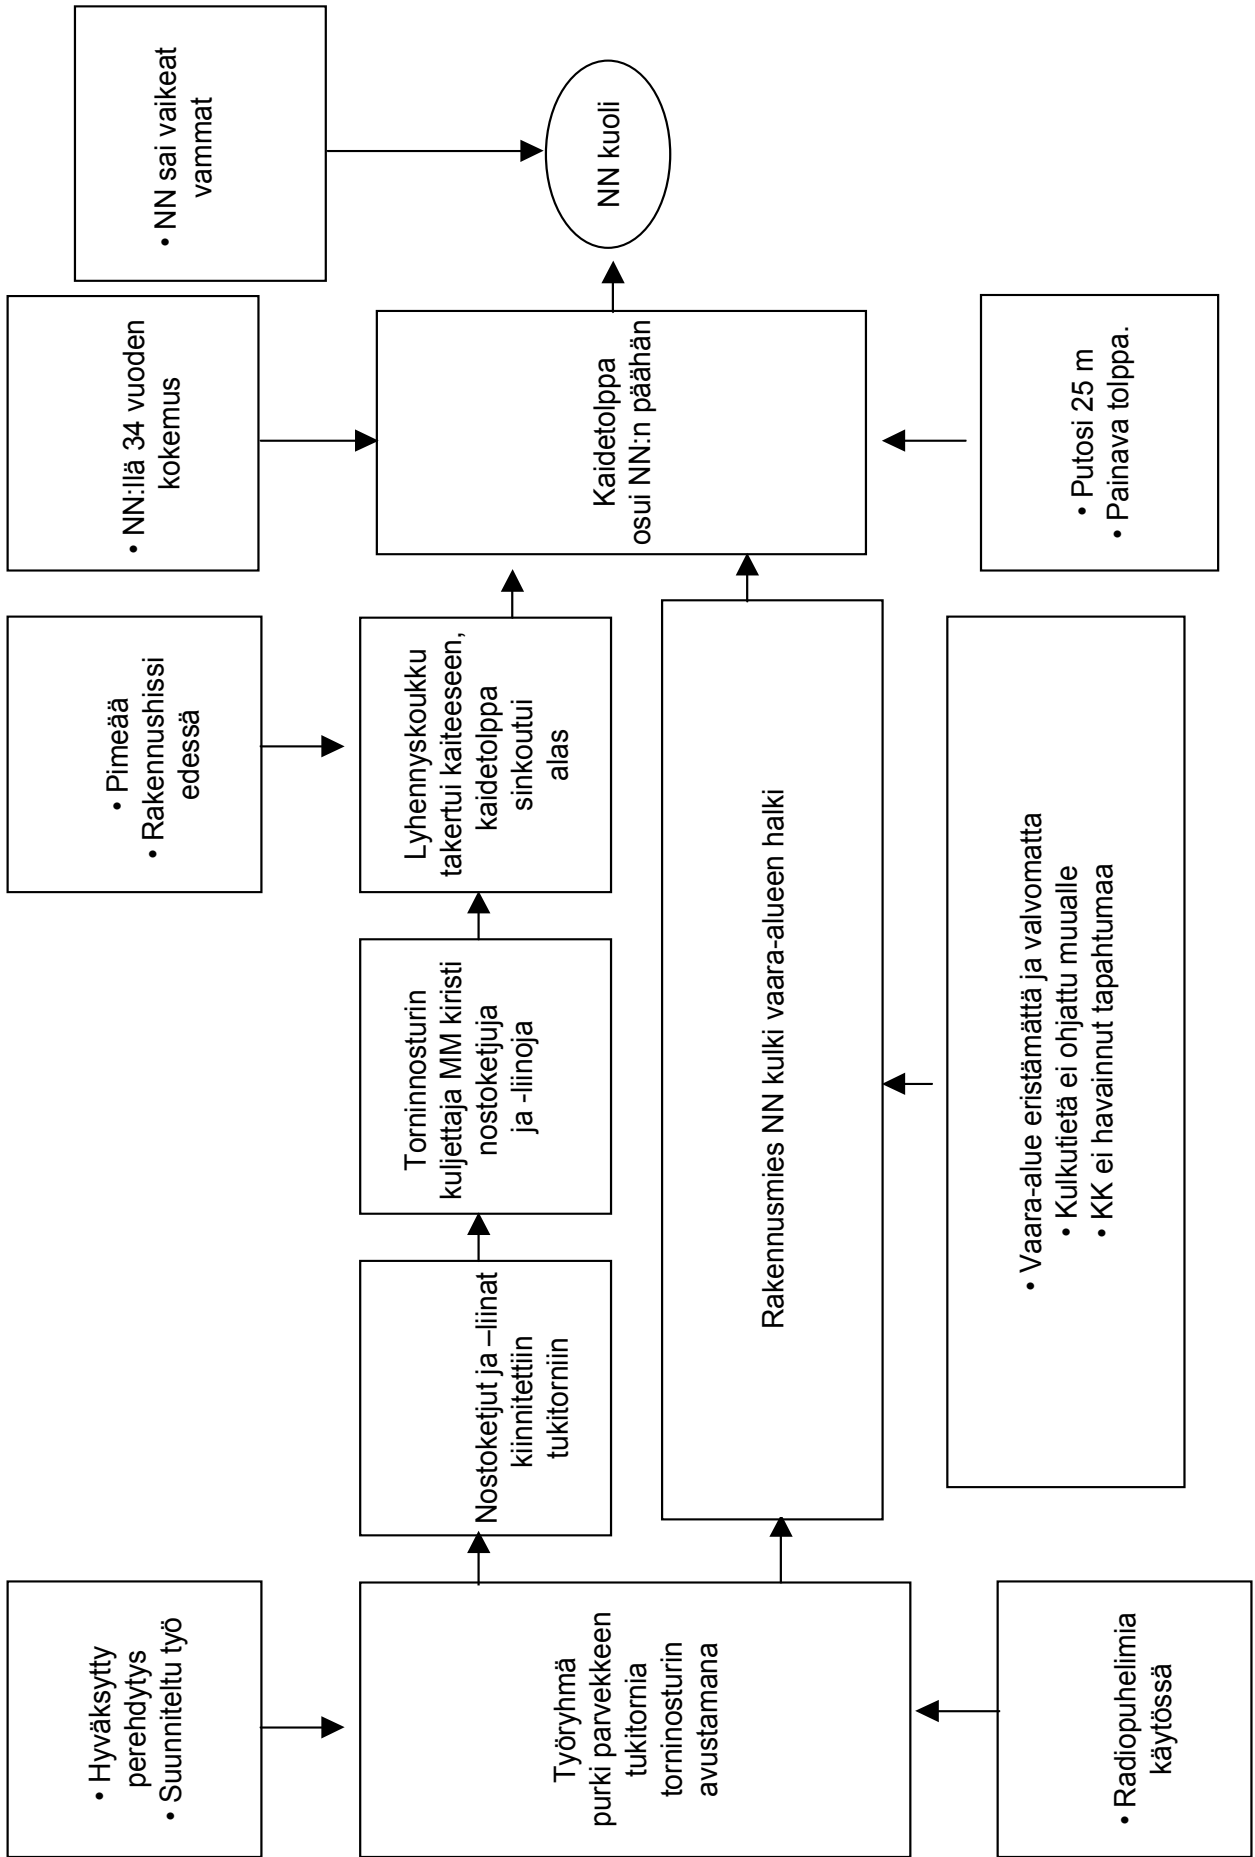 • Hyväksytty
perehdytys
• Suunniteltu työ
Työryhmä
purki parvekkeen
tukitornia
torninosturin
avustamana
• Radiopuhelimia
käytössä
Nostoketjut ja –liinat
kiinnitettiin
tukitorniin
Torninnosturin
kuljettaja MM kiristi
nostoketjuja
ja -liinoja
• Pimeää
• Rakennushissi
edessä
Lyhennyskoukku
takertui kaiteeseen,
kaidetolppa
sinkoutui
alas
Rakennusmies NN kulki vaara-alueen halki
• Vaara-alue eristämättä ja valvomatta
• Kulkutietä ei ohjattu muualle
• KK ei havainnut tapahtumaa
• NN:llä 34 vuoden
kokemus
Kaidetolppa
osui NN:n päähän
• Putosi 25 m
• Painava tolppa.
• NN sai vaikeat
vammat
NN kuoli